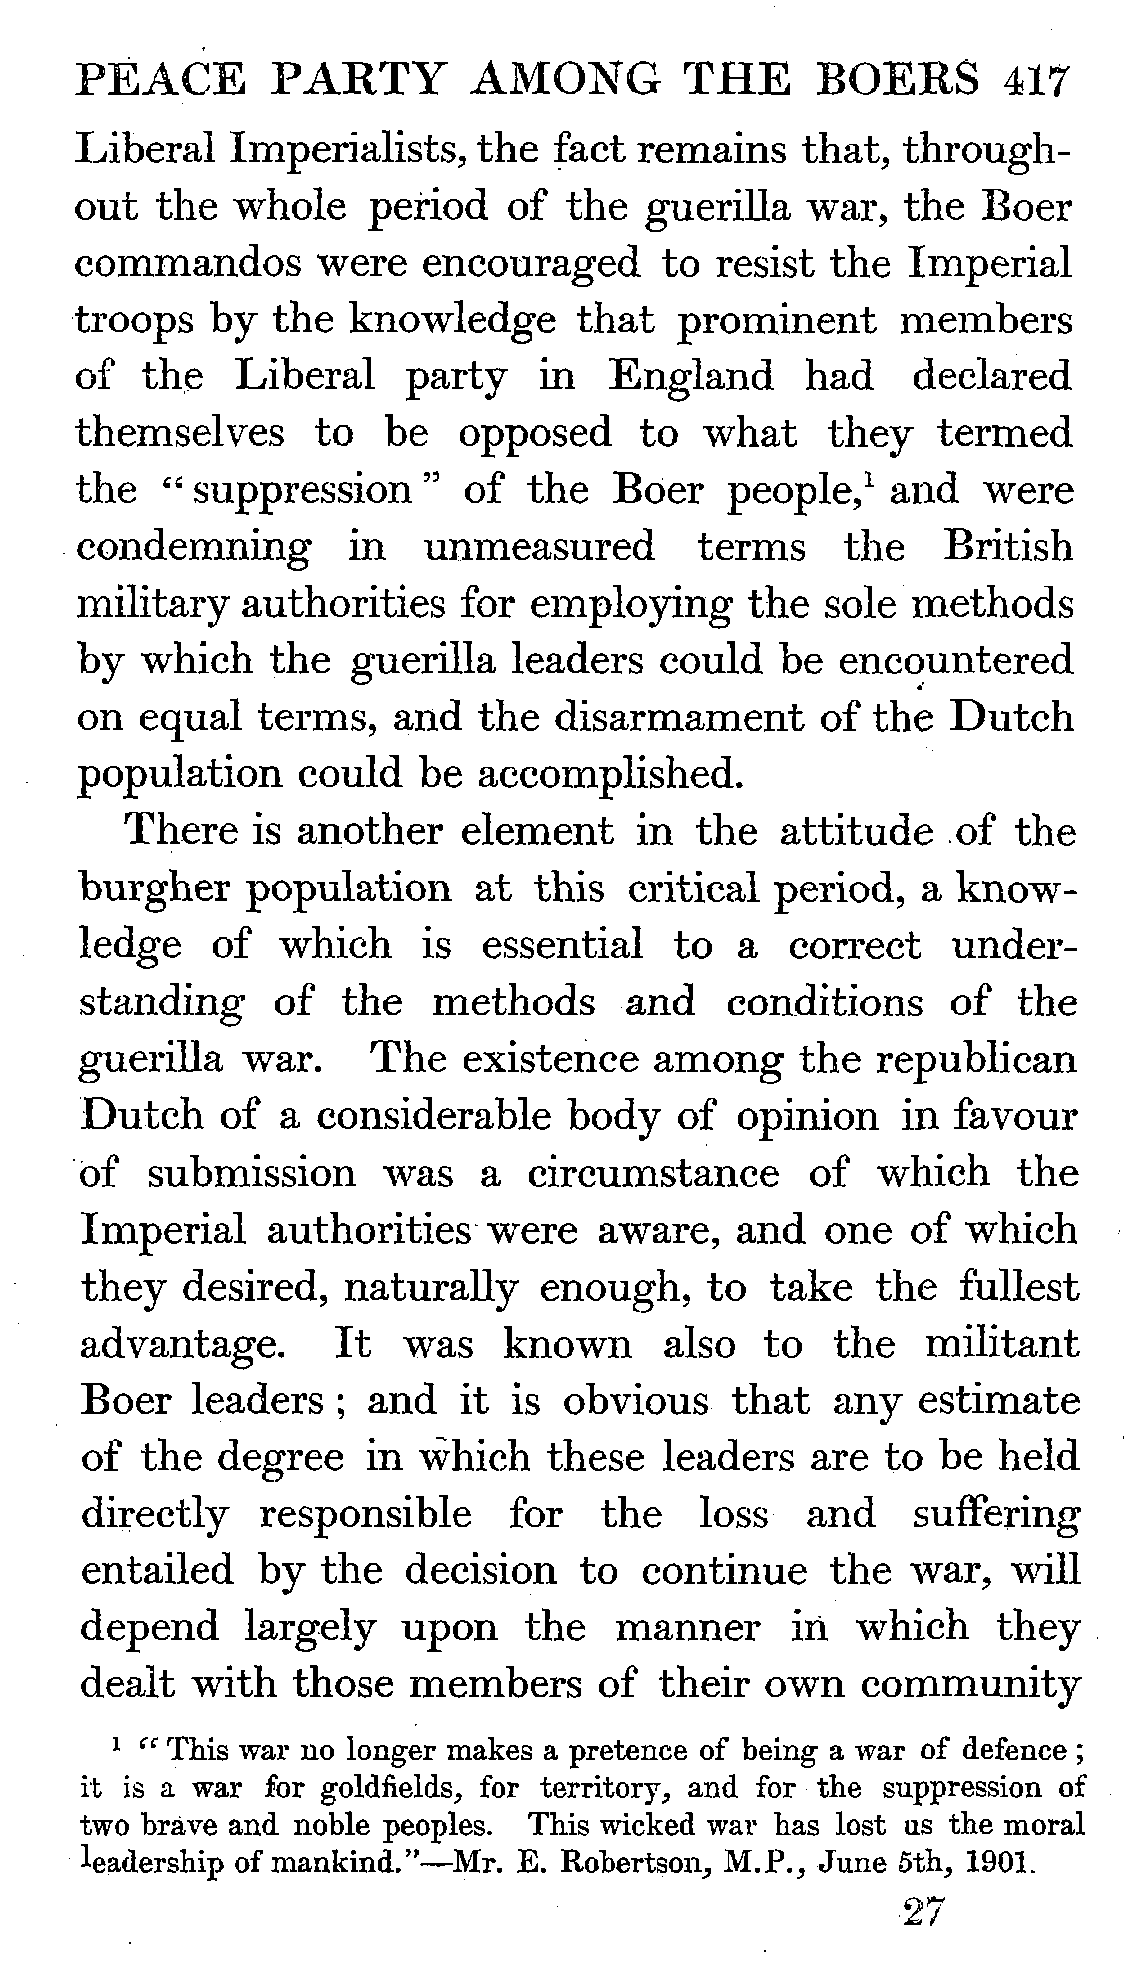 PEACE PARTY AMONG THE BOERS 417
Liberal Imperialists, the fact remains that, through-
out the whole period of the guerilla war, the Boer
commandos were encouraged to resist the Imperial
troops by the knowledge that prominent members
of the Liberal party in England had declared
themselves to be opposed to what they termed
the “suppression” of the Boer people,¹ and were
condemning in unmeasured terms the British
military authorities for employing the sole methods
by which the guerilla leaders could be encountered
on equal terms, and the disarmament of the Dutch
population could be accomplished.
There is another element in the attitude of the
burgher population at this critical period, a know-
ledge of which is essential to a correct under-
standing of the methods and conditions of the
guerilla war. The existence among the republican
Dutch of a considerable body of opinion in favour
of submission was a circumstance of which the
Imperial authorities were aware, and one of which
they desired, naturally enough, to take the fullest
advantage. It was known also to the militant
Boer leaders; and it is obvious that any estimate
of the degree in which these leaders are to be held
directly responsible for the loss and suffering
entailed by the decision to continue the war, will
depend largely upon the manner in which they
dealt with those members of their own community
¹ “This war no longer makes a pretence of being a war of defence;
it is a war for goldfields, for territory, and for the suppression of
two brave and noble peoples. This wicked war has lost us the moral
leadership of mankind.”—Mr. E. Robertson, M.P., June 5th, 1901.
27